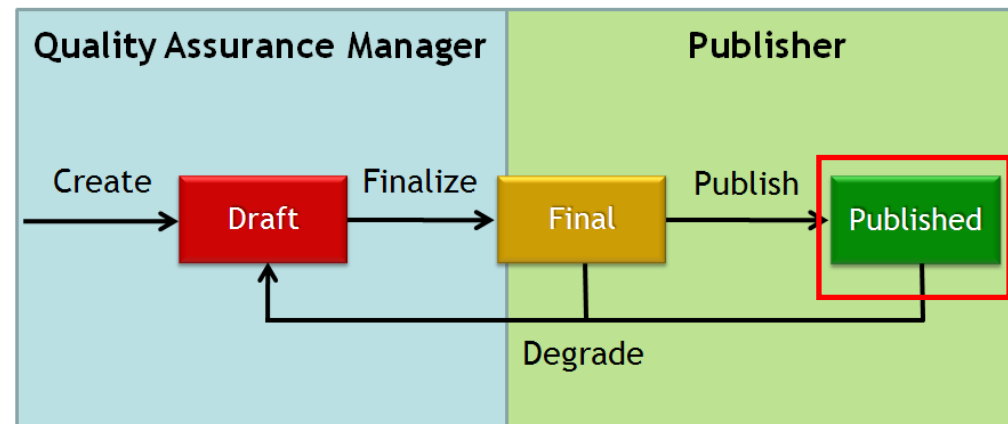 Quality Assurance Manager
Publisher
Create
Finalize
Publish
Draft
Final
Published
Degrade